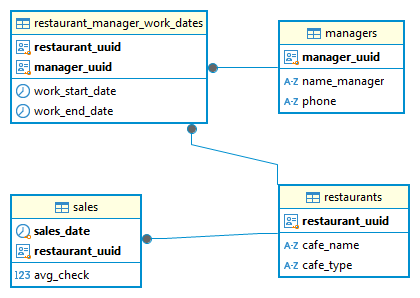 restaurant_manager_work_dates
restaurant_uuid
manager_uuid
work_start_date
work_end_date
managers
manager_uuid
A-Z name_manager
A-Z phone
sales
sales_date
restaurant_uuid
123 avg_check
restaurants
restaurant_uuid
A-Z cafe_name
A-Z cafe_type